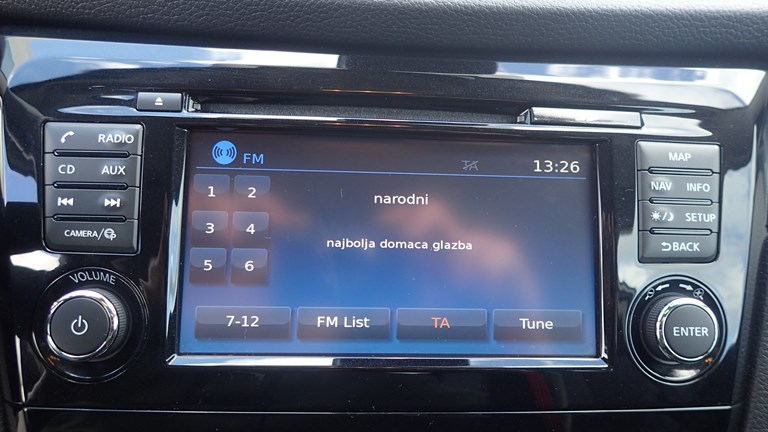 RADIO
CD AUX
CAMERA/
VOLUME
FM TA 13:26
1 2
3 4
5 6
narodni
najbolja domaca glazba
7-12 FM List TA Tune
MAP
NAV INFO
SETUP
BACK
ENTER